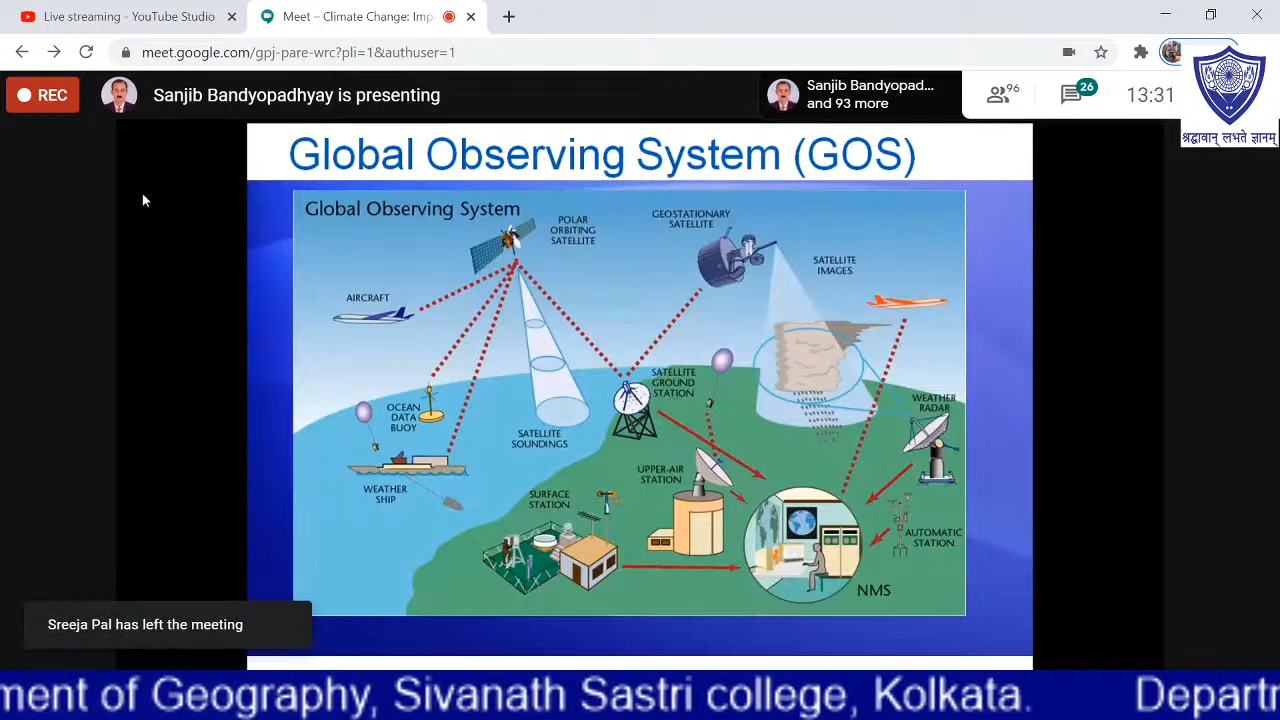 Live streaming - YouTube Studio
Meet – Climate Change: Imp
meet.google.com/gpj-pare-wrc?pli=1&authuser=1
REC
Sanjib Bandyopadhyay is presenting
Sanjib Bandyopad...
and 93 more
96
26
13:31
श्रद्धावान् लभते ज्ञानम्
Global Observing System (GOS)
Global Observing System
POLAR
ORBITING
SATELLITE
GEOSTATIONARY
SATELLITE
SATELLITE
IMAGES
AIRCRAFT
SATELLITE
GROUND
STATION
OCEAN
DATA
BUOY
WEATHER
RADAR
SATELLITE
SOUNDINGS
WEATHER
SHIP
UPPER-AIR
STATION
SURFACE
STATION
AUTOMATIC
STATION
NMS
Sreeja Pal has left the meeting
ment of Geography, Sivanath Sastri college, Kolkata. Departm